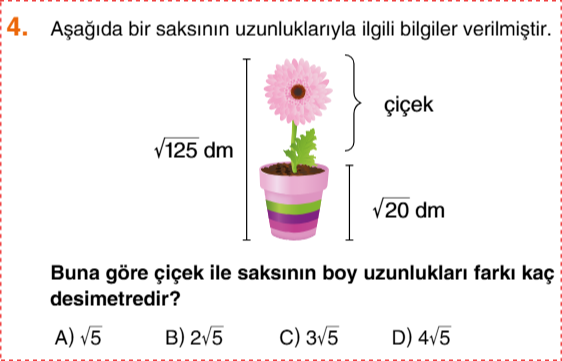 4. Aşağıda bir saksının uzunluklarıyla ilgili bilgiler verilmiştir.
çiçek
√125 dm
√20 dm
Buna göre çiçek ile saksının boy uzunlukları farkı kaç
desimetredir?
A) √5 B) 2√5 C) 3√5 D) 4√5